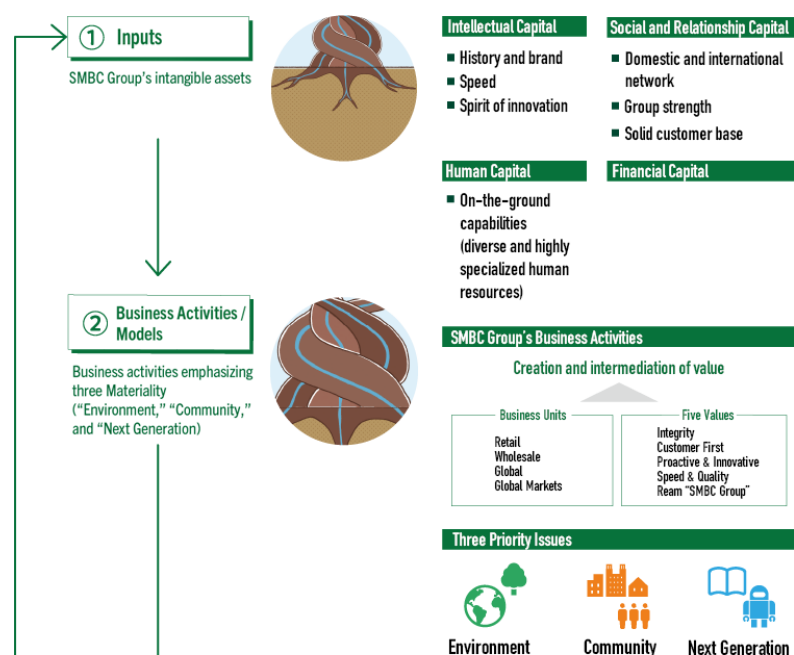 ① Inputs
SMBC Group's intangible assets
Intellectual Capital
■ History and brand
■ Speed
■ Spirit of innovation
Social and Relationship Capital
■ Domestic and international
network
■ Group strength
■ Solid customer base
Human Capital
■ On-the-ground
capabilities
(diverse and highly
specialized human
resources)
Financial Capital
② Business Activities /
Models
Business activities emphasizing
three Materiality
(“Environment,” “Community,”
and “Next Generation)
SMBC Group's Business Activities
Creation and intermediation of value
Business Units
Retail
Wholesale
Global
Global Markets
Five Values
Integrity
Customer First
Proactive & Innovative
Speed & Quality
Ream “SMBC Group”
Three Priority Issues
Environment
Community
Next Generation